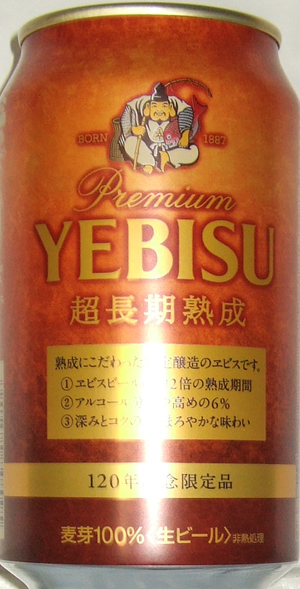 BORN 1887
Premium
YEBISU
超長期熟成
熟成にこだわった 醸造のヱビスです。
①ヱビスビール 2倍の熟成期間
②アルコール 高めの6%
③深みとコク ろやかな味わい
120年 念限定品
麦芽100%〈生ビール〉非熱処理